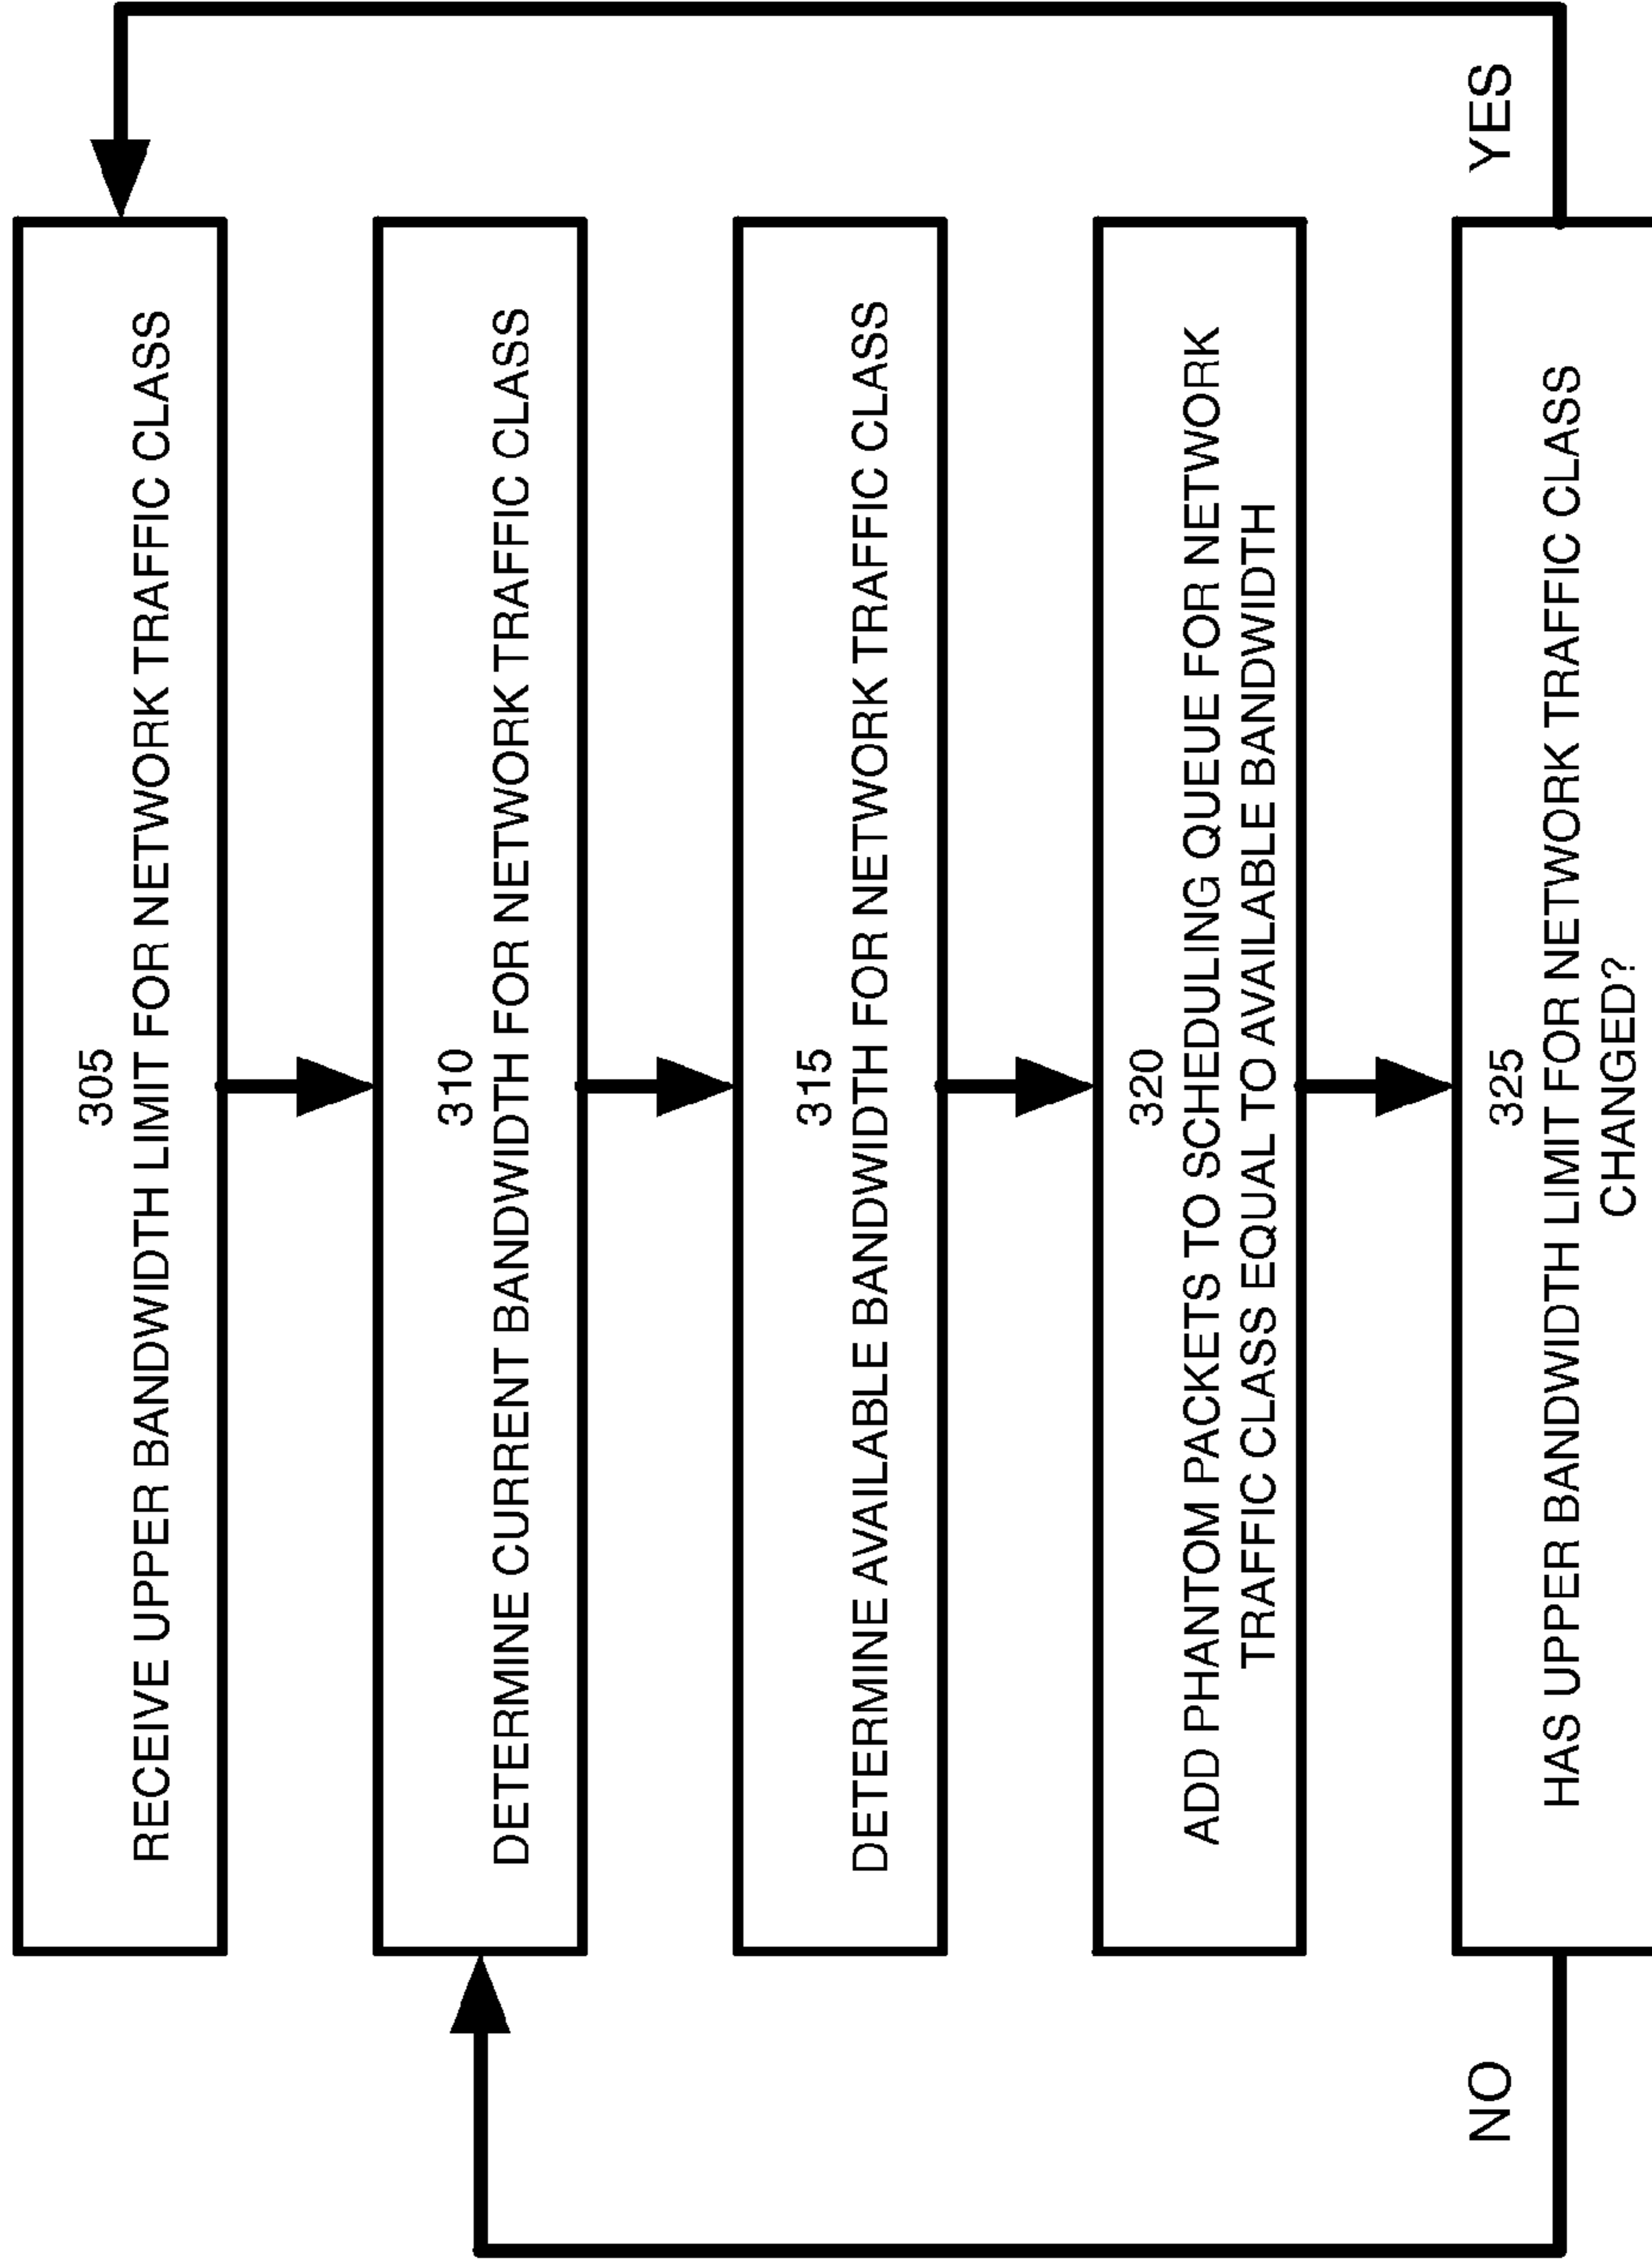 305
RECEIVE UPPER BANDWIDTH LIMIT FOR NETWORK TRAFFIC CLASS
310
DETERMINE CURRENT BANDWIDTH FOR NETWORK TRAFFIC CLASS
315
DETERMINE AVAILABLE BANDWIDTH FOR NETWORK TRAFFIC CLASS
320
ADD PHANTOM PACKETS TO SCHEDULING QUEUE FOR NETWORK
TRAFFIC CLASS EQUAL TO AVAILABLE BANDWIDTH
NO
325
HAS UPPER BANDWIDTH LIMIT FOR NETWORK TRAFFIC CLASS
CHANGED?
YES